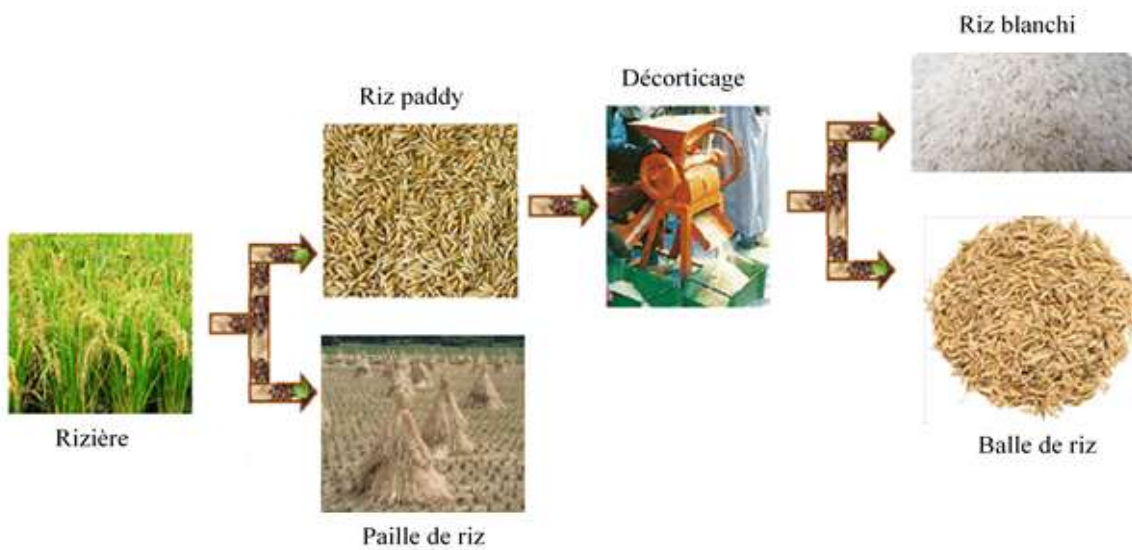 Riz blanchi
Décorticage
Riz paddy
Rizière
Balle de riz
Paille de riz